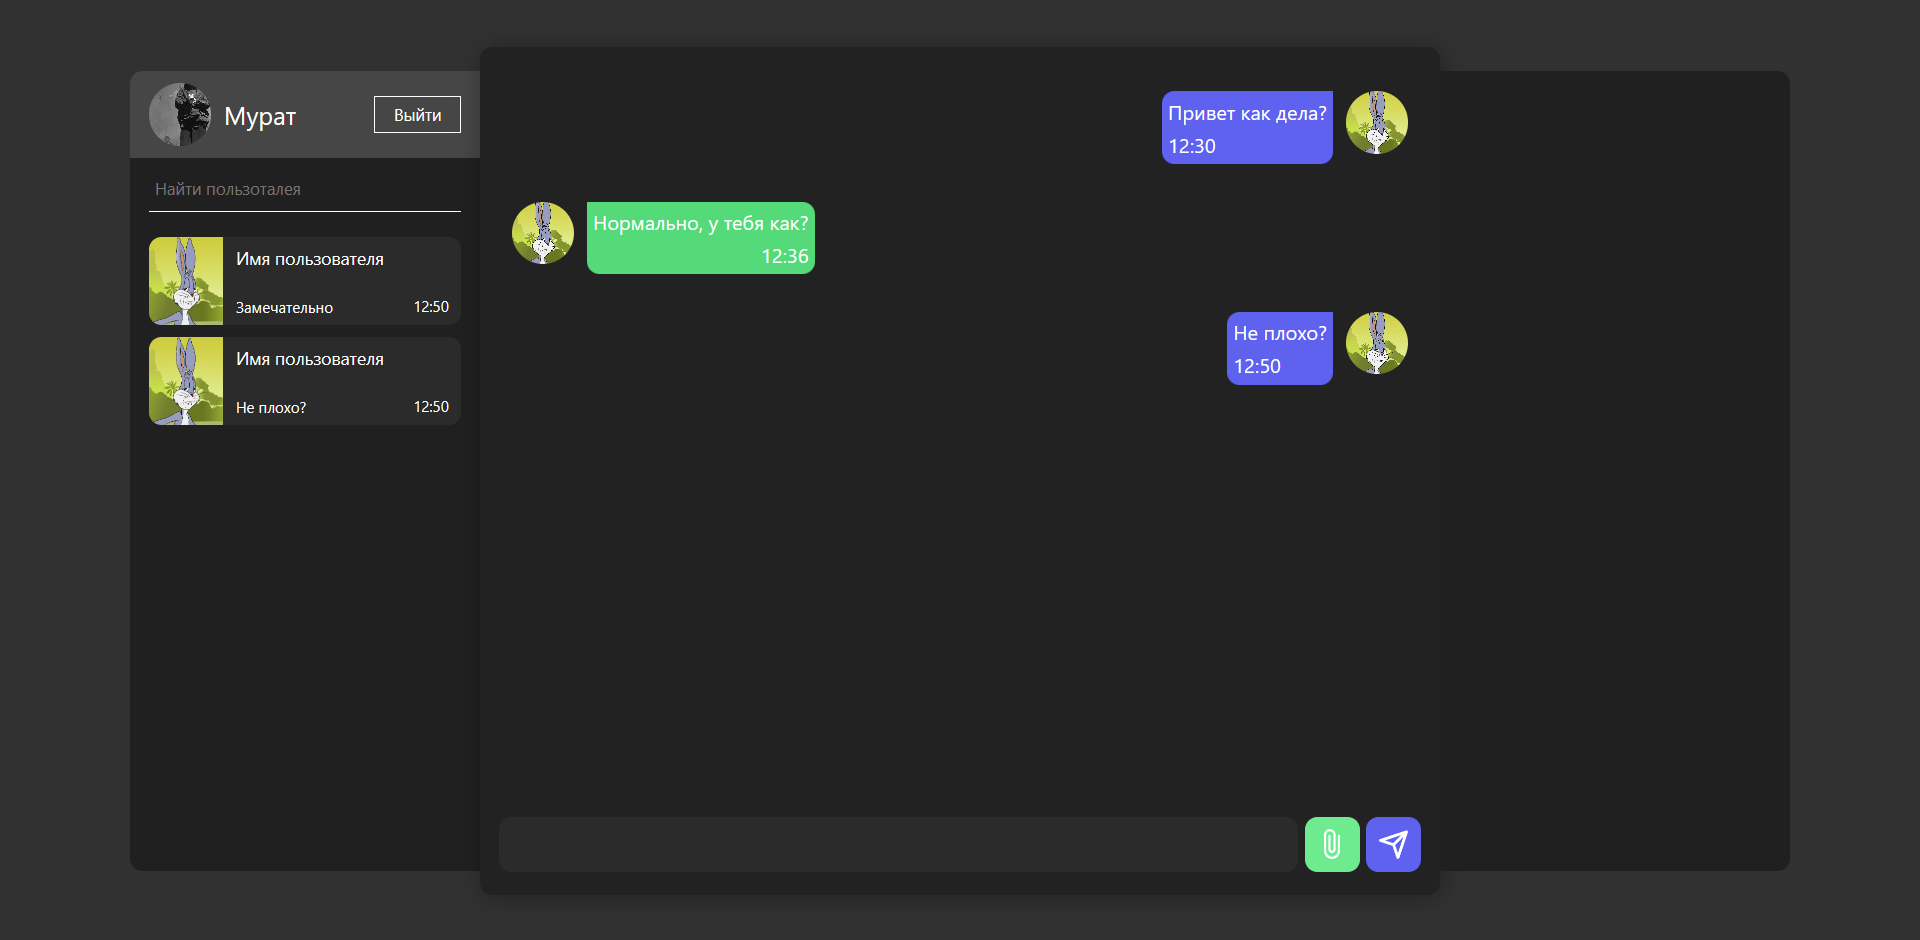 Мурат
Выйти
Найти пользоталея
Имя пользователя
Замечательно 12:50
Имя пользователя
Не плохо? 12:50
Привет как дела?
12:30
Нормально, у тебя как?
12:36
Не плохо?
12:50